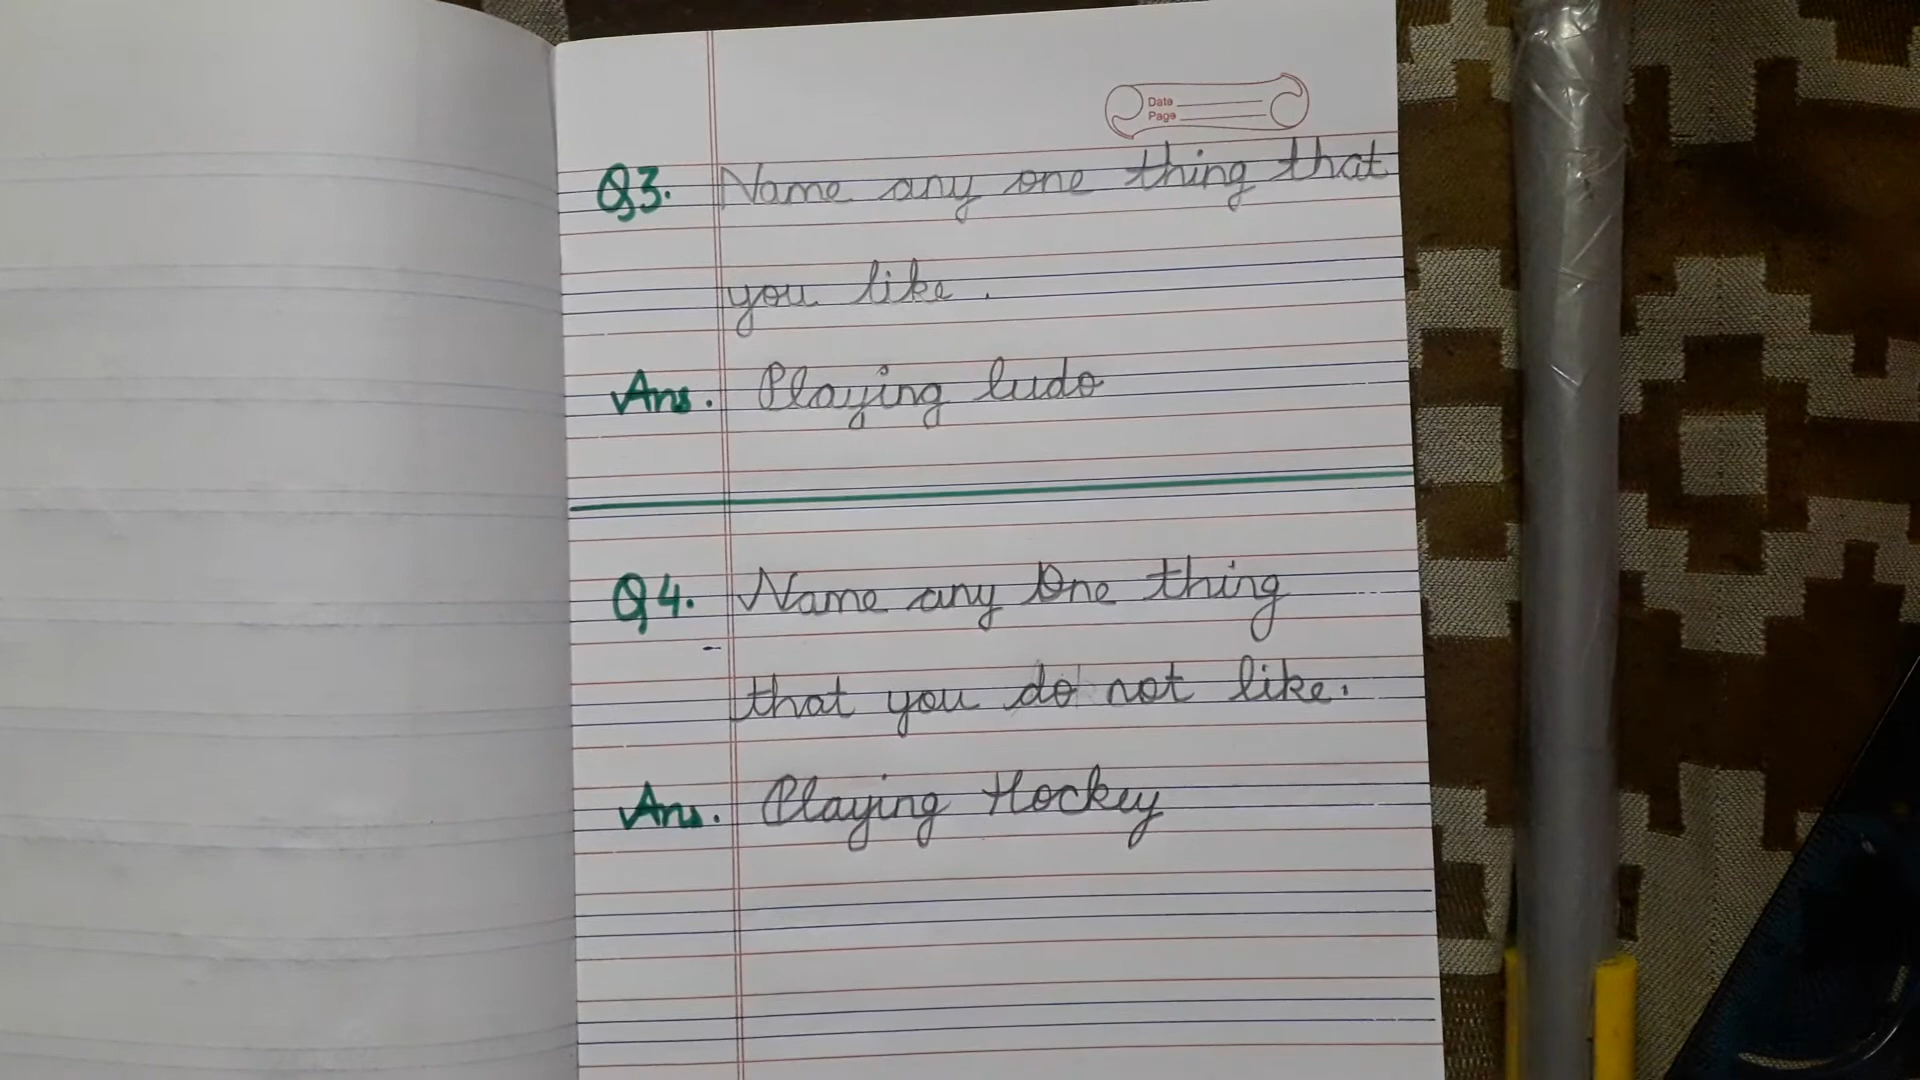 Date
Page
Q3. Name any one thing that
you like.
Ans. Playing ludo
Q4. Name any One thing
that you do not like.
Ans. Playing Hockey